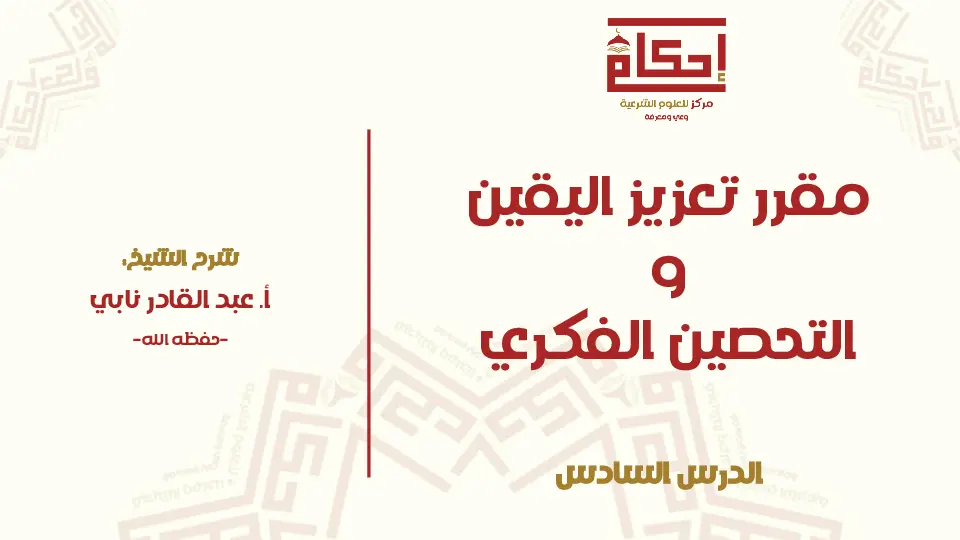 إحكام
مركز للعلوم الشرعية
وعي ومعرفة
مقرر تعزيز اليقين
و
التحصين الفكري
الدرس السادس
شرح الشيخ:
أ. عبد القادر نابي
-حفظه الله-